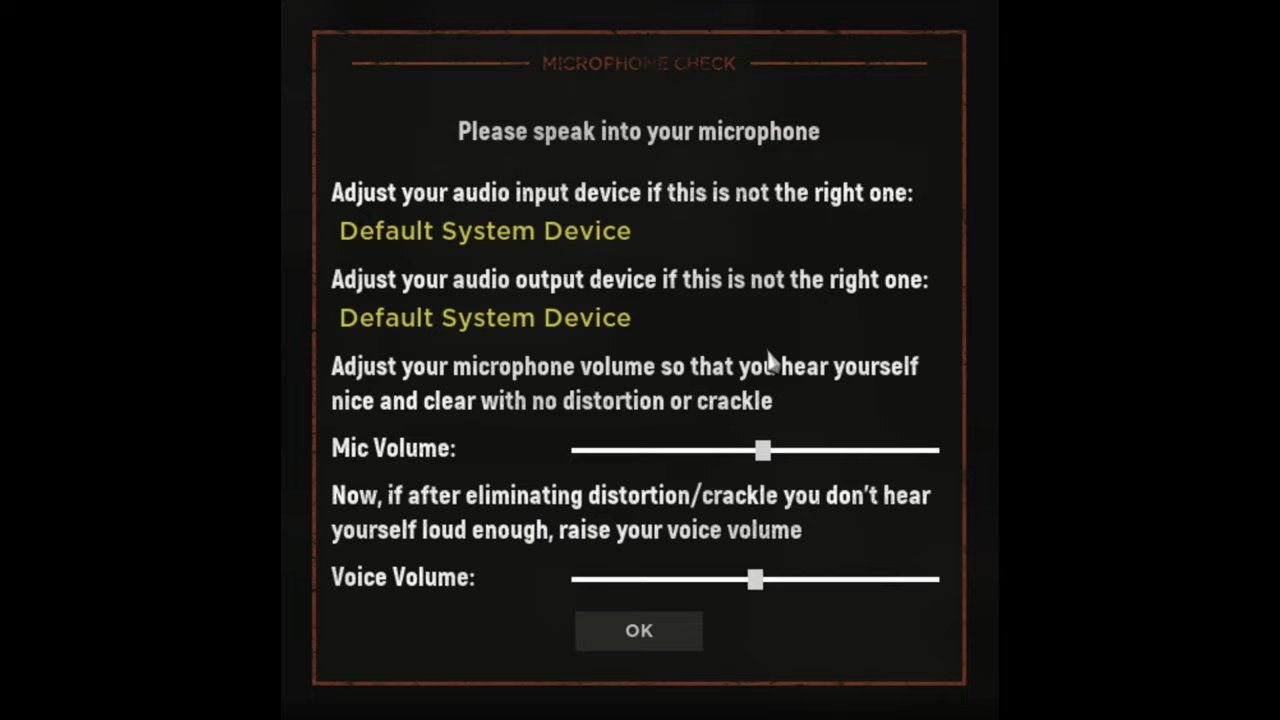 MICROPHONE CHECK
Please speak into your microphone
Adjust your audio input device if this is not the right one:
Default System Device
Adjust your audio output device if this is not the right one:
Default System Device
Adjust your microphone volume so that you hear yourself
nice and clear with no distortion or crackle
Mic Volume:
Now, if after eliminating distortion/crackle you don't hear
yourself loud enough, raise your voice volume
Voice Volume:
OK